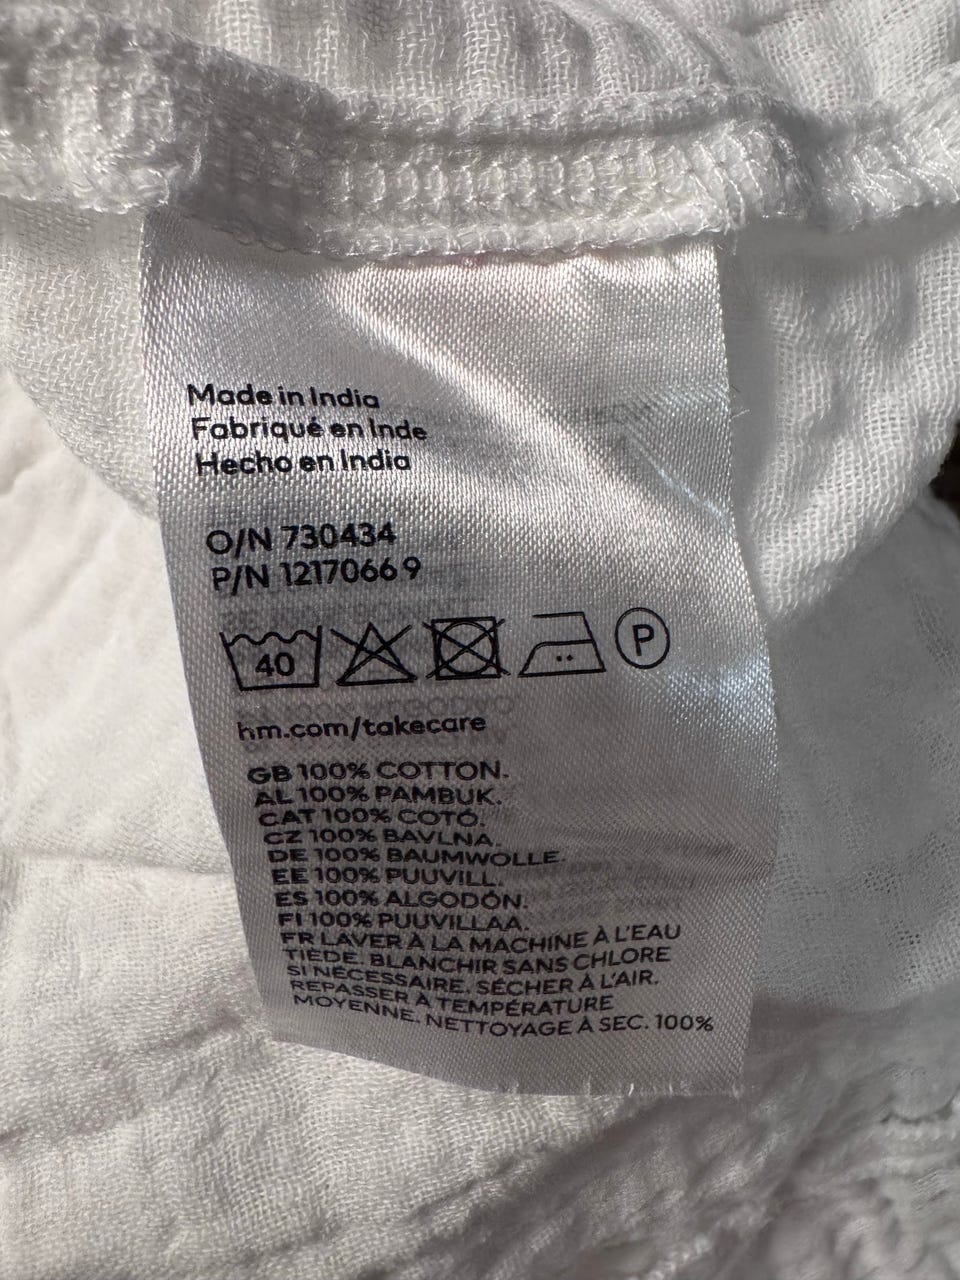 Made in India
Fabriqué en Inde
Hecho en India
O/N 730434
P/N 12170669
40 P
hm.com/takecare
GB 100% COTTON.
AL 100% PAMBUK.
CAT 100% COTÓ.
CZ 100% BAVLNA.
DE 100% BAUMWOLLE.
EE 100% PUUVILL.
ES 100% ALGODÓN.
FI 100% PUUVILLAA.
FR LAVER À LA MACHINE À L'EAU
TIÈDE. BLANCHIR SANS CHLORE
SI NÉCESSAIRE. SÉCHER À L'AIR.
REPASSER À TEMPÉRATURE
MOYENNE. NETTOYAGE À SEC. 100%